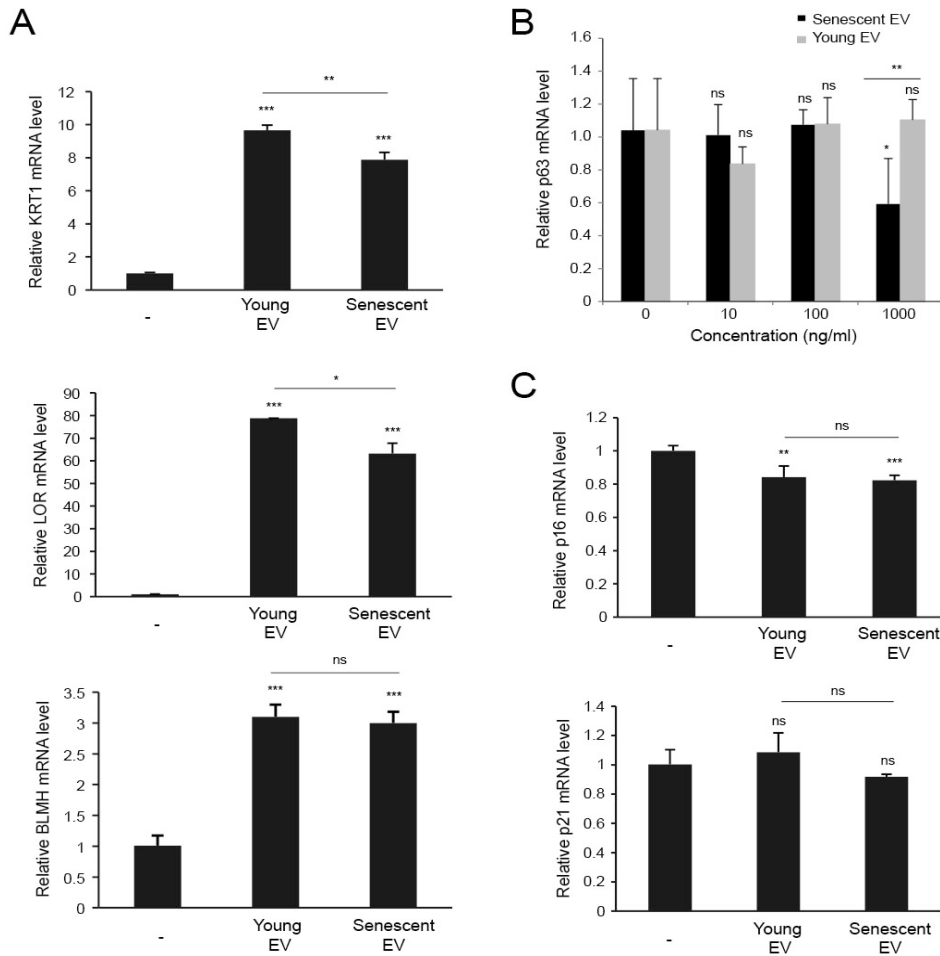 A
Relative KRT1 mRNA level
12
10
8
6
4
2
0
**
***
***
-
Young
EV
Senescent
EV
Relative LOR mRNA level
90
80
70
60
50
40
30
20
10
0
*
***
***
-
Young
EV
Senescent
EV
Relative BLMH mRNA level
3.5
3
2.5
2
1.5
1
0.5
0
ns
***
***
-
Young
EV
Senescent
EV
B
Senescent EV
Young EV
Relative p63 mRNA level
1.6
1.4
1.2
1.0
0.8
0.6
0.4
0.2
0
ns
ns
ns
ns
**
*
ns
0
10
100
1000
Concentration (ng/ml)
C
Relative p16 mRNA level
1.2
1
0.8
0.6
0.4
0.2
0
ns
**
***
-
Young
EV
Senescent
EV
Relative p21 mRNA level
1.4
1.2
1
0.8
0.6
0.4
0.2
0
ns
ns
ns
-
Young
EV
Senescent
EV